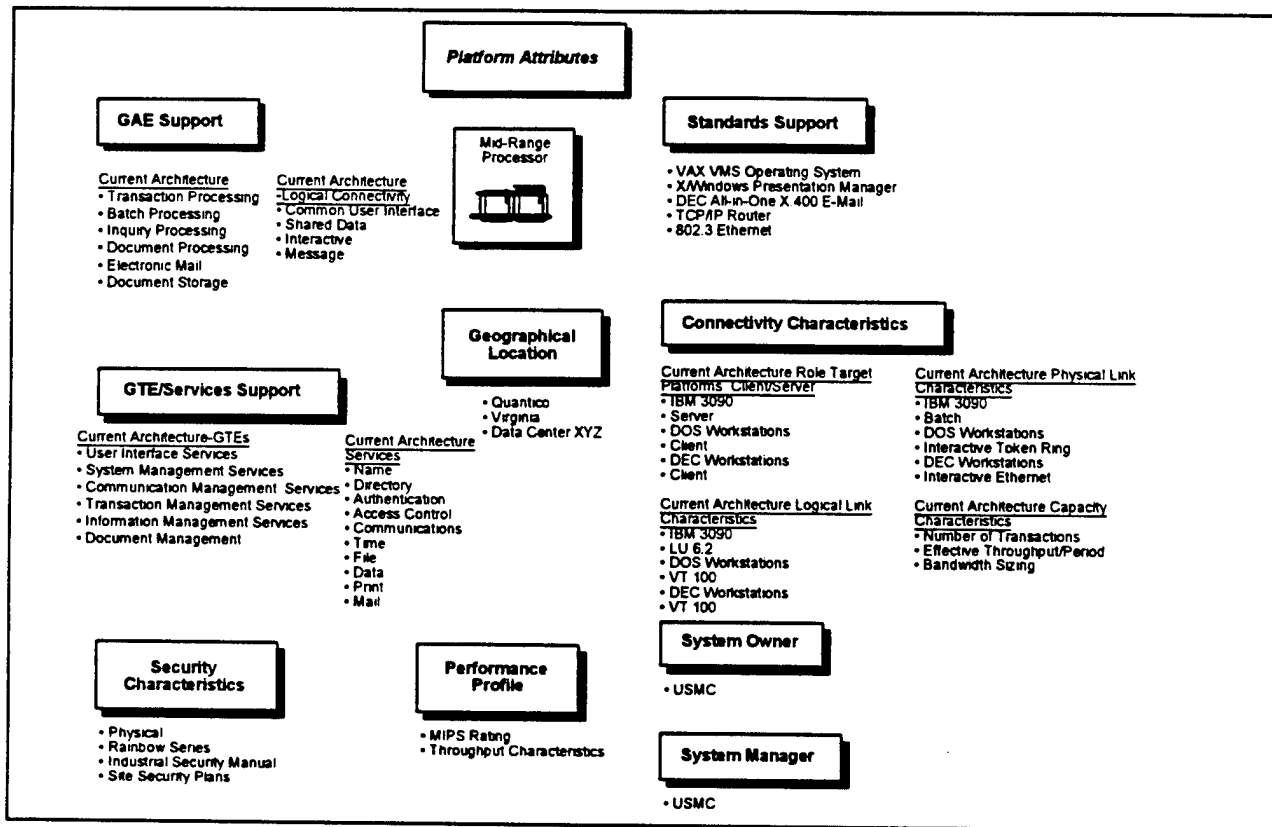 Platform Attributes
GAE Support
Current Architecture
• Transaction Processing
• Batch Processing
• Inquiry Processing
• Document Processing
• Electronic Mail
• Document Storage
Current Architecture
-Logical Connectivity
• Common User Interface
• Shared Data
• Interactive
• Message
Mid-Range
Processor
Standards Support
• VAX VMS Operating System
• X/Windows Presentation Manager
• DEC All-in-One X.400 E-Mail
• TCP/IP Router
• 802.3 Ethernet
Geographical
Location
• Quantico
• Virginia
• Data Center XYZ
GTE/Services Support
Current Architecture-GTEs
• User Interface Services
• System Management Services
• Communication Management Services
• Transaction Management Services
• Information Management Services
• Document Management
Current Architecture
Services
• Name
• Directory
• Authentication
• Access Control
• Communications
• Time
• File
• Data
• Print
• Mail
Connectivity Characteristics
Current Architecture Role Target
Platforms Client/Server
• IBM 3090
• Server
• DOS Workstations
• Client
• DEC Workstations
• Client
Current Architecture Physical Link
Characteristics
• IBM 3090
• Batch
• DOS Workstations
• Interactive Token Ring
• DEC Workstations
• Interactive Ethernet
Current Architecture Logical Link
Characteristics
• IBM 3090
• LU 6.2
• DOS Workstations
• VT 100
• DEC Workstations
• VT 100
Current Architecture Capacity
Characteristics
• Number of Transactions
• Effective Throughput/Period
• Bandwidth Sizing
Security
Characteristics
• Physical
• Rainbow Series
• Industrial Security Manual
• Site Security Plans
Performance
Profile
• MIPS Rating
• Throughput Characteristics
System Owner
• USMC
System Manager
• USMC